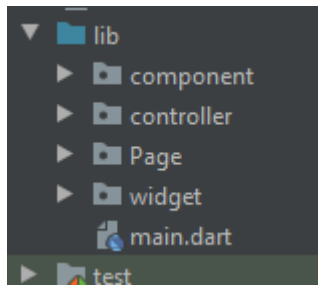 lib
component
controller
Page
widget
main.dart
test